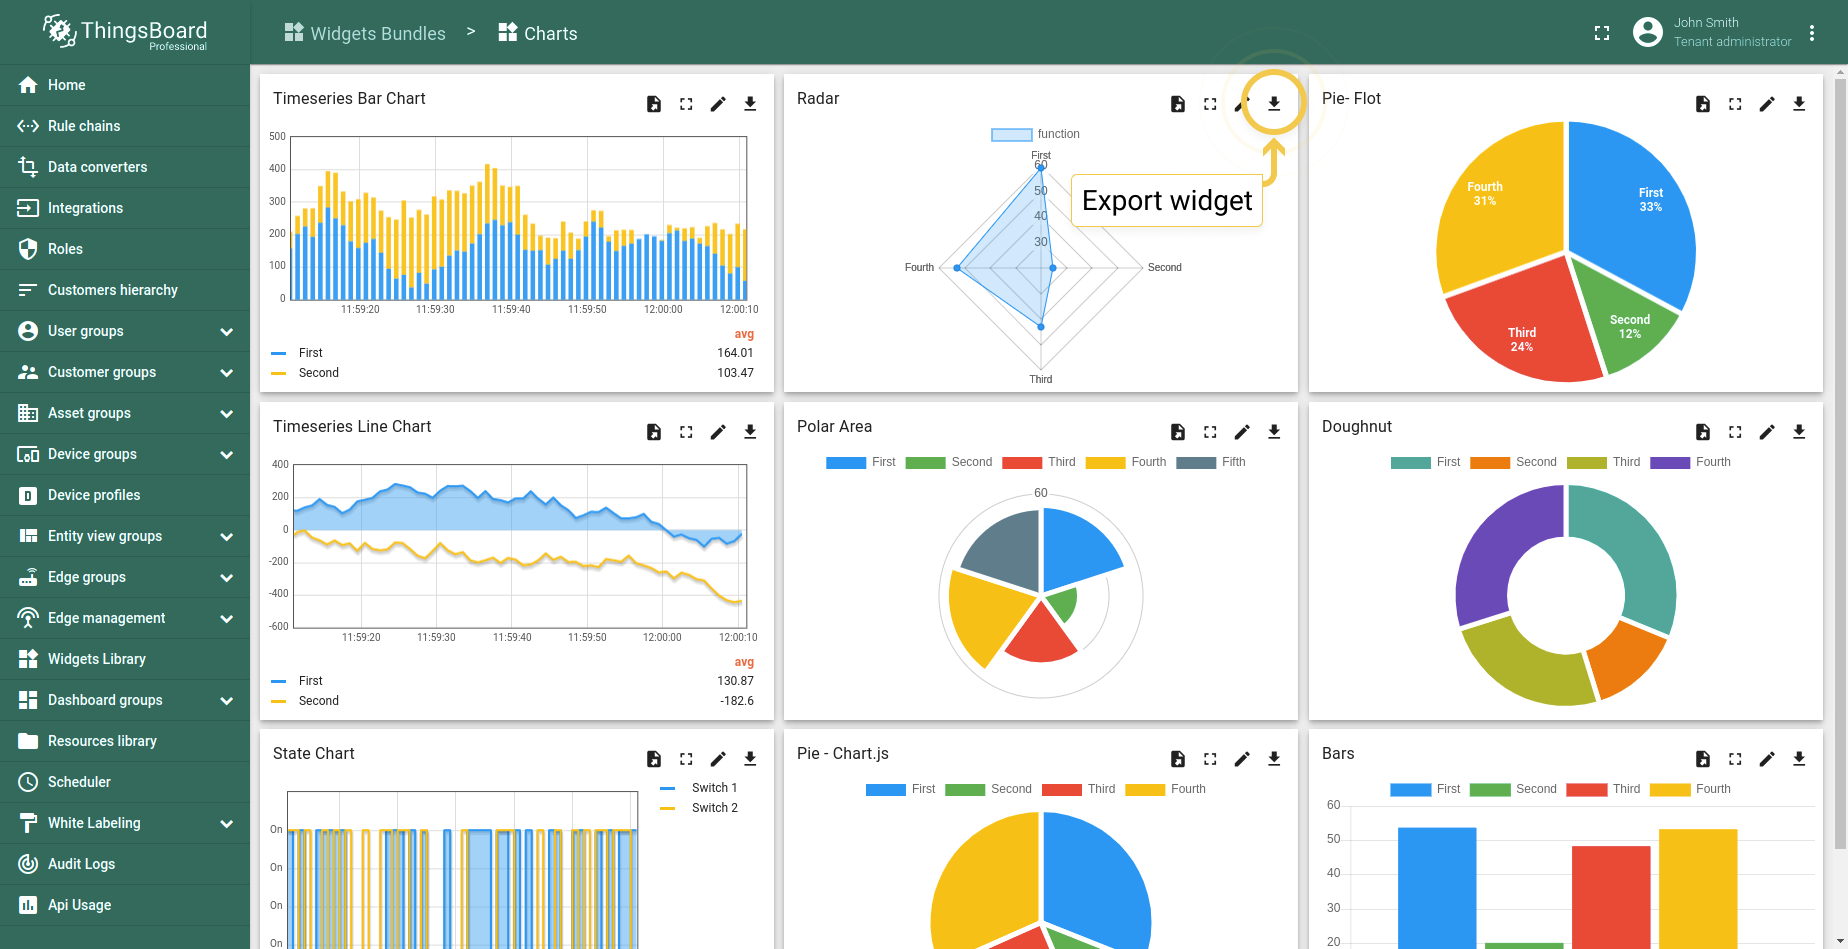 ThingsBoard
Professional
Widgets Bundles > Charts
John Smith
Tenant administrator
Home
Rule chains
Data converters
Integrations
Roles
Customers hierarchy
User groups
Customer groups
Asset groups
Device groups
Device profiles
Entity view groups
Edge groups
Edge management
Widgets Library
Dashboard groups
Resources library
Scheduler
White Labeling
Audit Logs
Api Usage
Timeseries Bar Chart
500
400
300
200
100
0
11:59:20 11:59:30 11:59:40 11:59:50 12:00:00 12:00:10
avg
First 164.01
Second 103.47
Radar
function
First
60
50
40
30
Fourth
Second
Third
Export widget
Pie- Flot
Fourth
31%
First
33%
Second
12%
Third
24%
Timeseries Line Chart
400
200
0
-200
-400
-600
11:59:20 11:59:30 11:59:40 11:59:50 12:00:00 12:00:10
avg
First 130.87
Second -182.6
Polar Area
First Second Third Fourth Fifth
60
Doughnut
First Second Third Fourth
State Chart
Switch 1
Switch 2
On
On
On
On
Pie - Chart.js
First Second Third Fourth
Bars
First Second Third Fourth
60
50
40
30
20